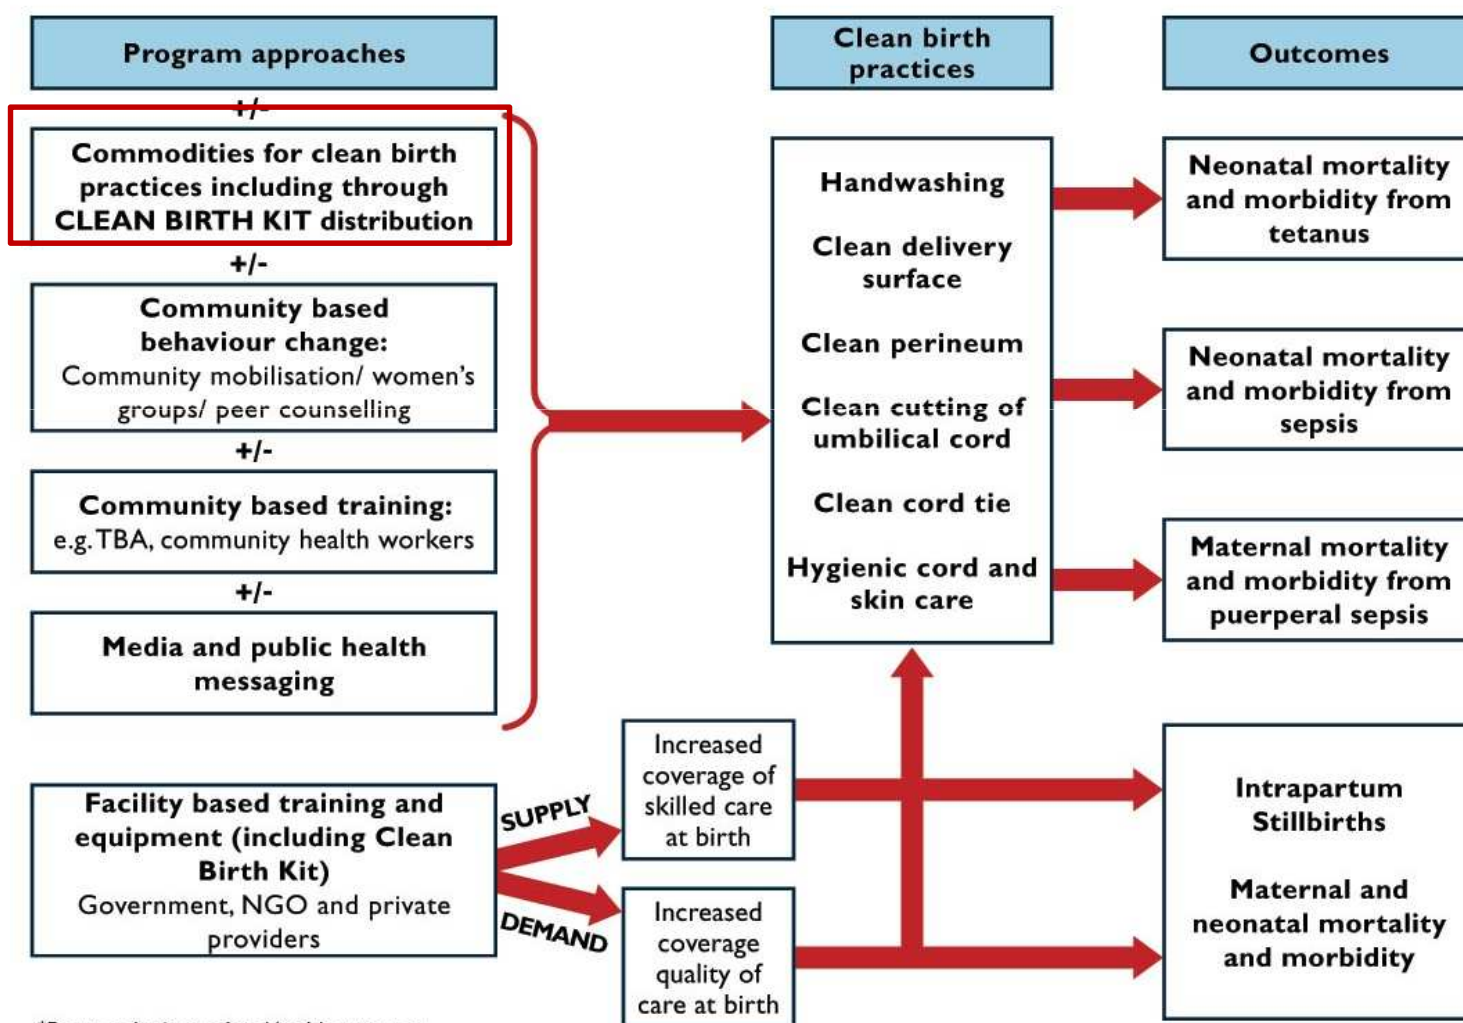 Program approaches
+/-
Commodities for clean birth
practices including through
CLEAN BIRTH KIT distribution
+/-
Community based
behaviour change:
Community mobilisation/ women's
groups/ peer counselling
+/-
Community based training:
e.g. TBA, community health workers
+/-
Media and public health
messaging
Facility based training and
equipment (including Clean
Birth Kit)
Government, NGO and private
providers
SUPPLY
DEMAND
Increased
coverage of
skilled care
at birth
Increased
coverage
quality of
care at birth
Clean birth
practices
Handwashing
Clean delivery
surface
Clean perineum
Clean cutting of
umbilical cord
Clean cord tie
Hygienic cord and
skin care
Outcomes
Neonatal mortality
and morbidity from
tetanus
Neonatal mortality
and morbidity from
sepsis
Maternal mortality
and morbidity from
puerperal sepsis
Intrapartum
Stillbirths
Maternal and
neonatal mortality
and morbidity